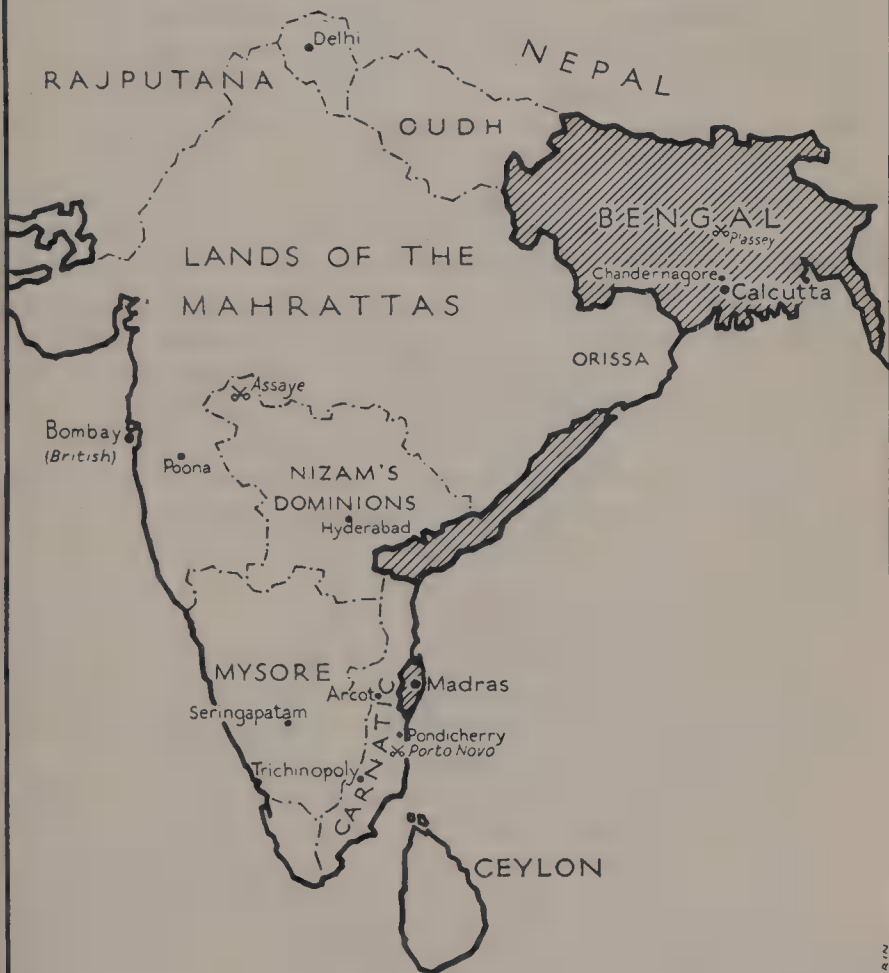 Delhi
NEPAL
RAJPUTANA
OUDH
BENGAL
Plassey
LANDS OF THE
MAHRATTAS
Chandernagore
Calcutta
ORISSA
Assaye
Bombay
(British)
Poona
NIZAM'S
DOMINIONS
Hyderabad
MYSORE
Arcot
Madras
Seringapatam
CARNATIC
Pondicherry
Porto Novo
Trichinopoly
CEYLON